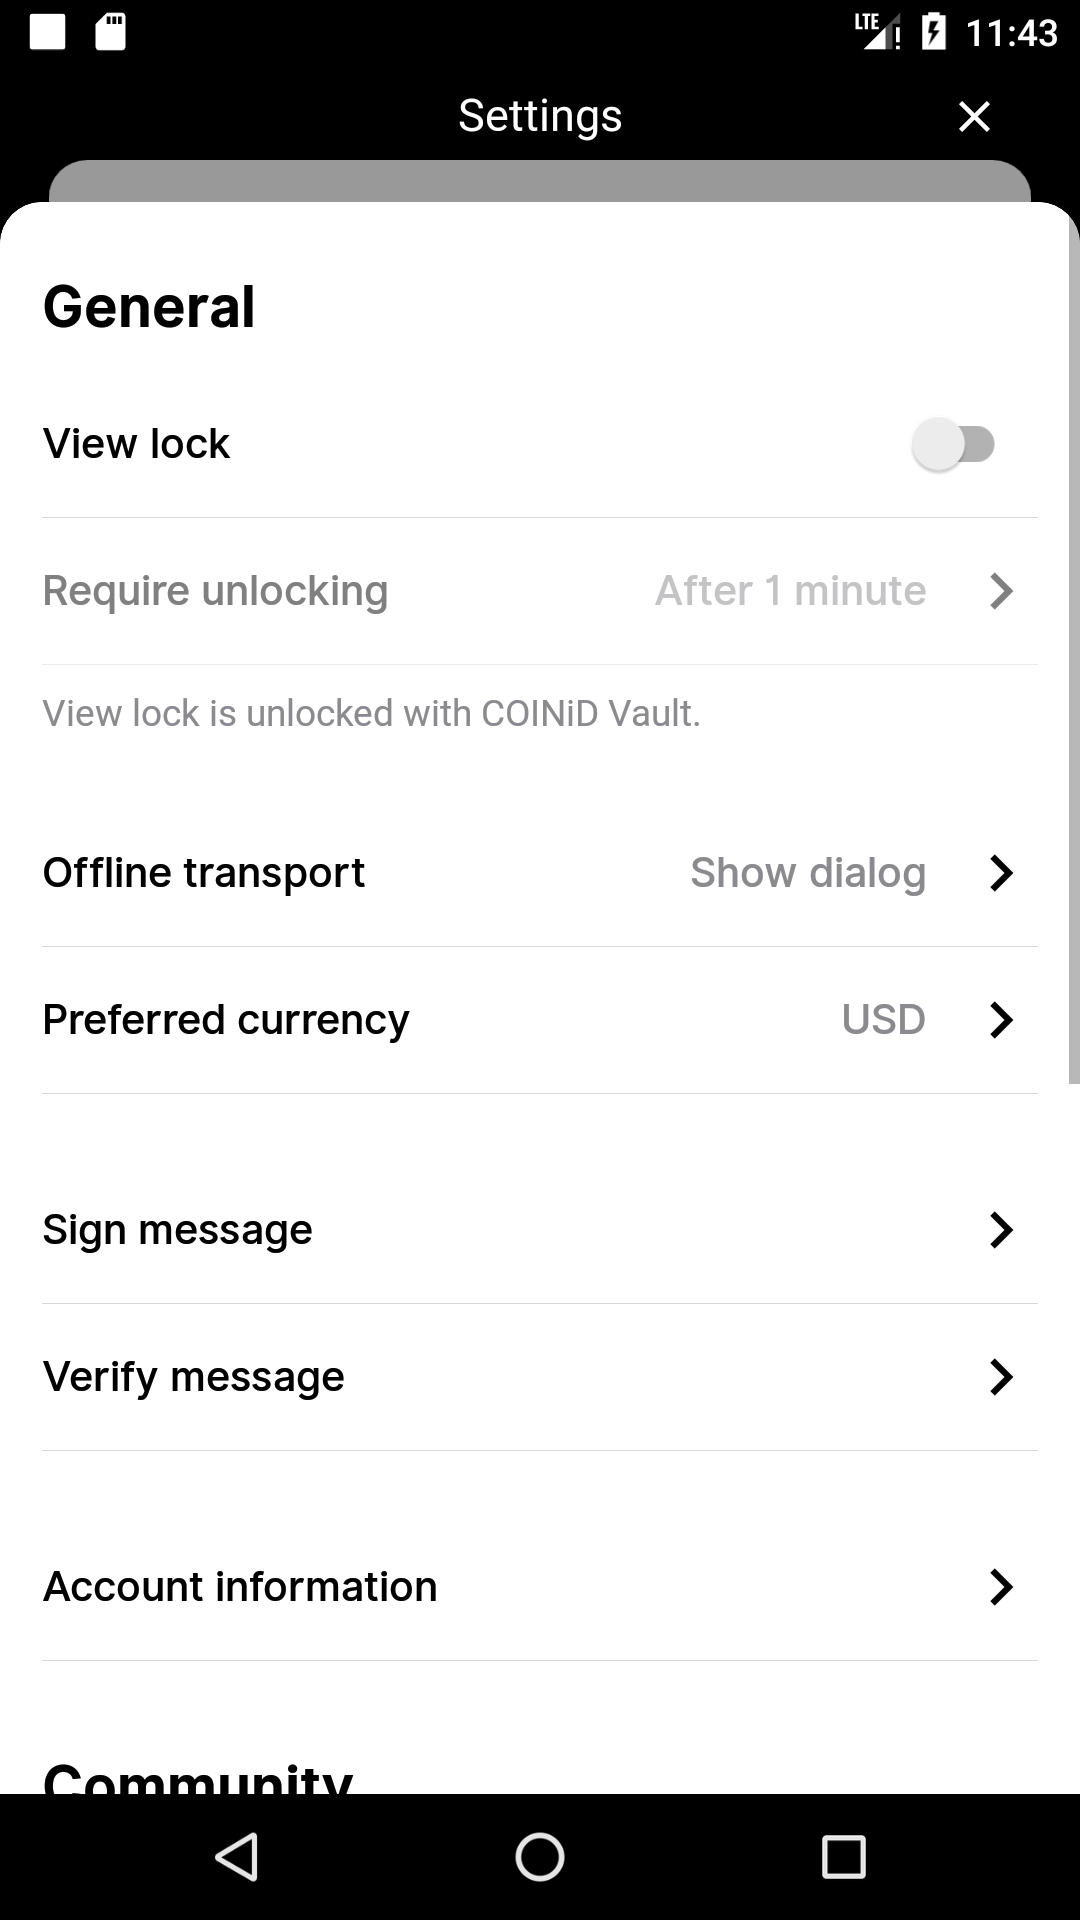 LTE 11:43
Settings
General
View lock
Require unlocking After 1 minute
View lock is unlocked with COINiD Vault.
Offline transport Show dialog
Preferred currency USD
Sign message
Verify message
Account information
Community